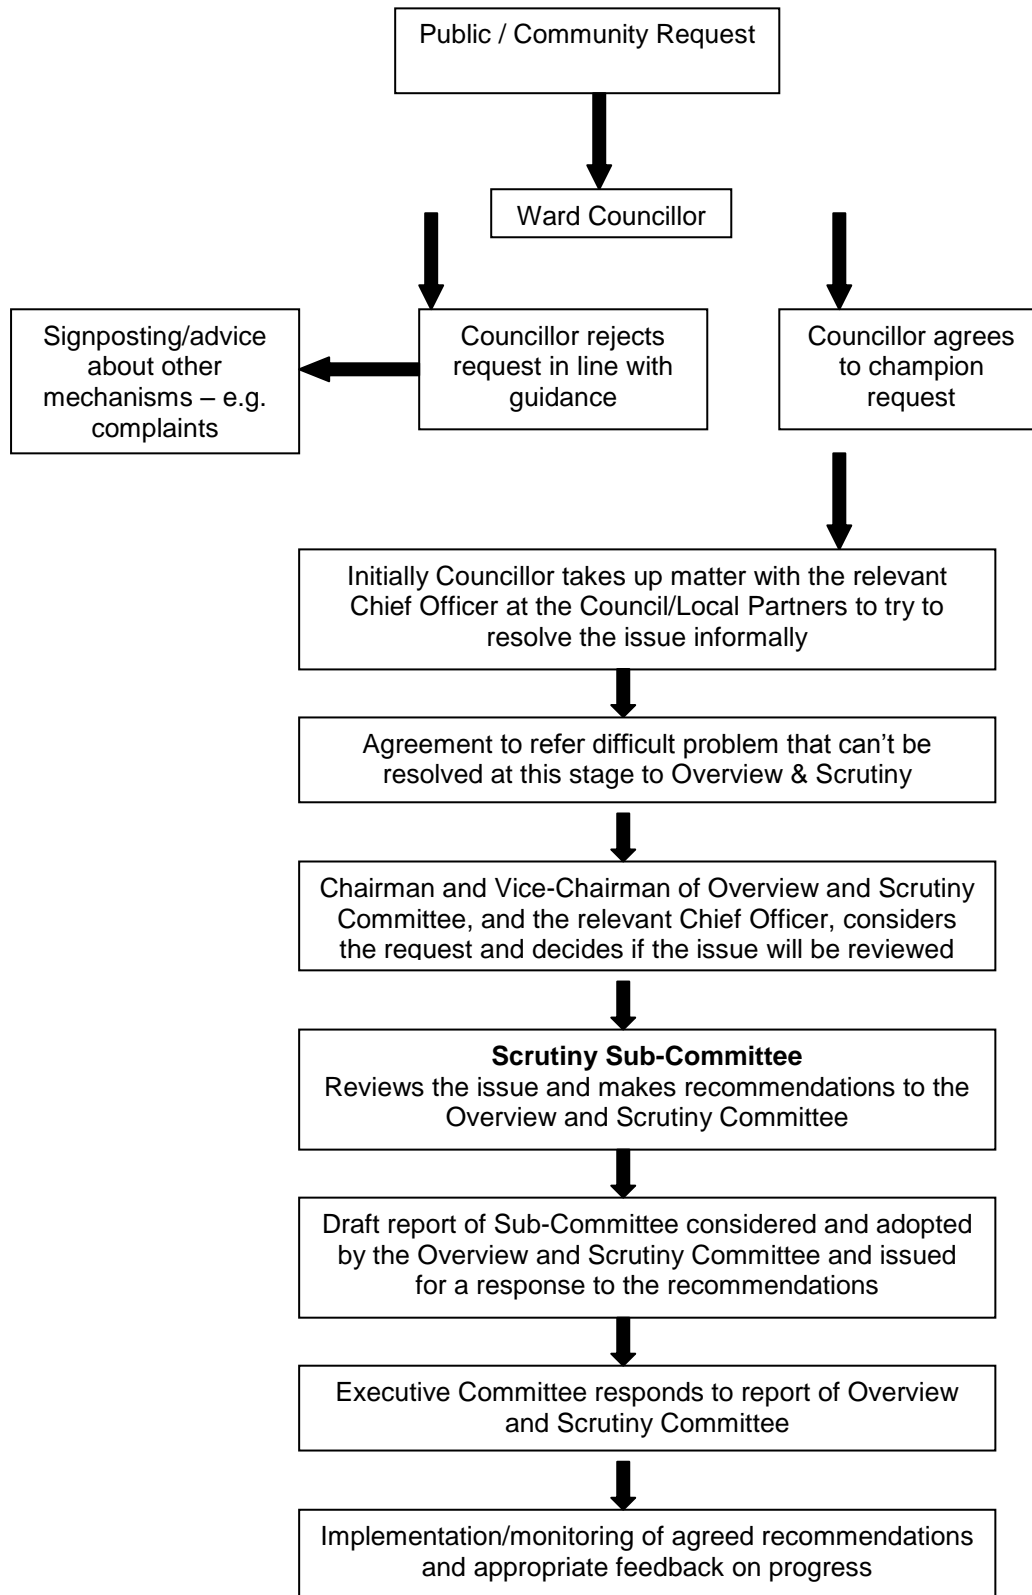 Public / Community Request
Ward Councillor
Signposting/advice
about other
mechanisms – e.g.
complaints
Councillor rejects
request in line with
guidance
Councillor agrees
to champion
request
Initially Councillor takes up matter with the relevant
Chief Officer at the Council/Local Partners to try to
resolve the issue informally
Agreement to refer difficult problem that can’t be
resolved at this stage to Overview & Scrutiny
Chairman and Vice-Chairman of Overview and Scrutiny
Committee, and the relevant Chief Officer, considers
the request and decides if the issue will be reviewed
Scrutiny Sub-Committee
Reviews the issue and makes recommendations to the
Overview and Scrutiny Committee
Draft report of Sub-Committee considered and adopted
by the Overview and Scrutiny Committee and issued
for a response to the recommendations
Executive Committee responds to report of Overview
and Scrutiny Committee
Implementation/monitoring of agreed recommendations
and appropriate feedback on progress